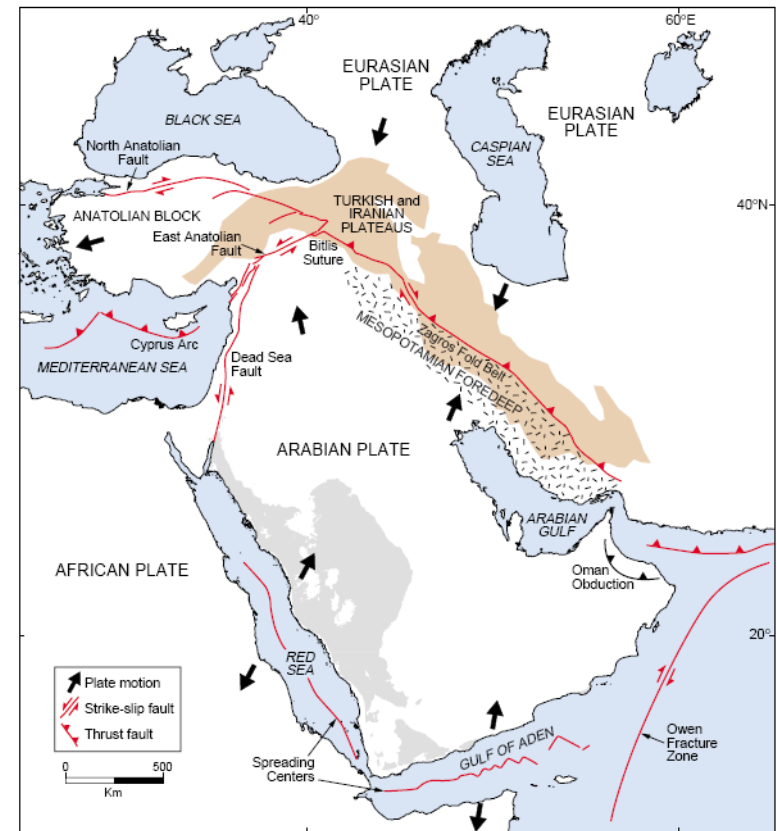 40°
60°E
EURASIAN
PLATE
EURASIAN
PLATE
BLACK SEA
CASPIAN
SEA
North Anatolian
Fault
TURKISH and
IRANIAN
PLATEAUS
40°N
ANATOLIAN BLOCK
East Anatolian
Fault
Bitlis
Suture
Zagros Fold Belt
MESOPOTAMIAN FOREDEEP
Cyprus Arc
MEDITERRANEAN SEA
Dead Sea
Fault
ARABIAN PLATE
ARABIAN
GULF
AFRICAN PLATE
Oman
Obduction
20°
RED
SEA
Plate motion
Strike-slip fault
Thrust fault
0
500
Km
Spreading
Centers
GULF OF ADEN
Owen
Fracture
Zone